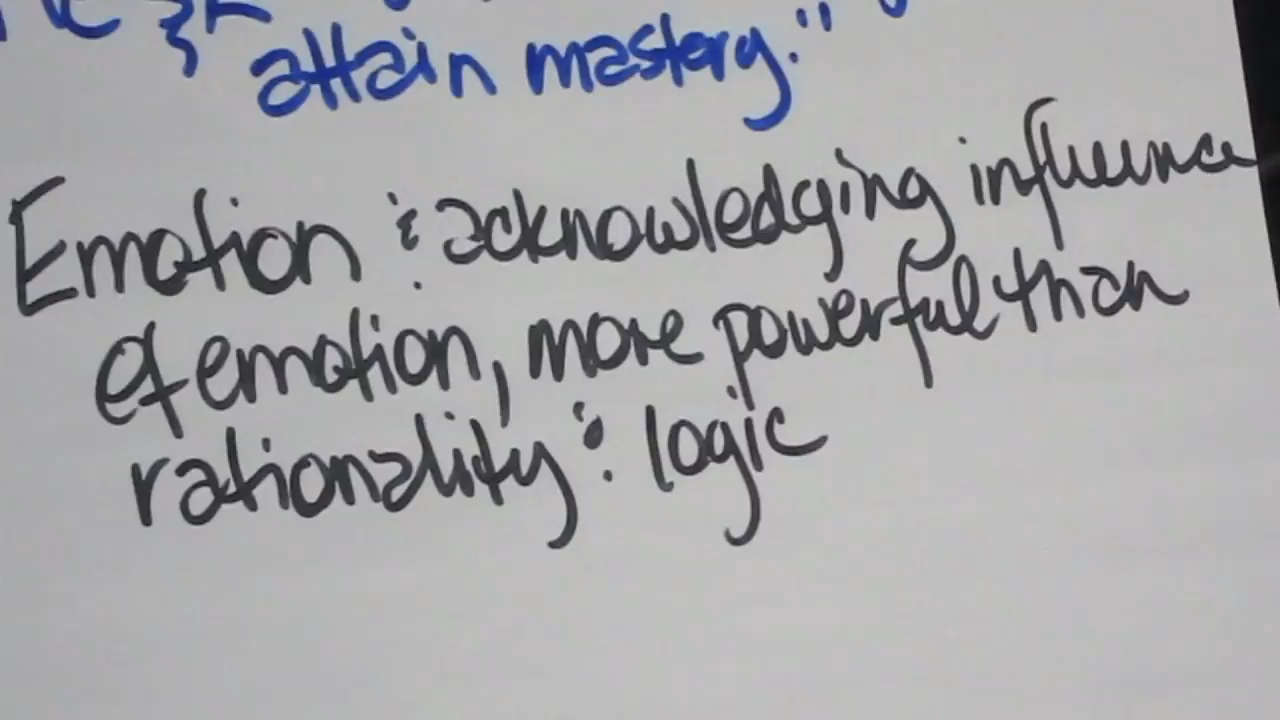 attain mastery."
Emotion : acknowledging influence
of emotion, more powerful than
rationality : logic